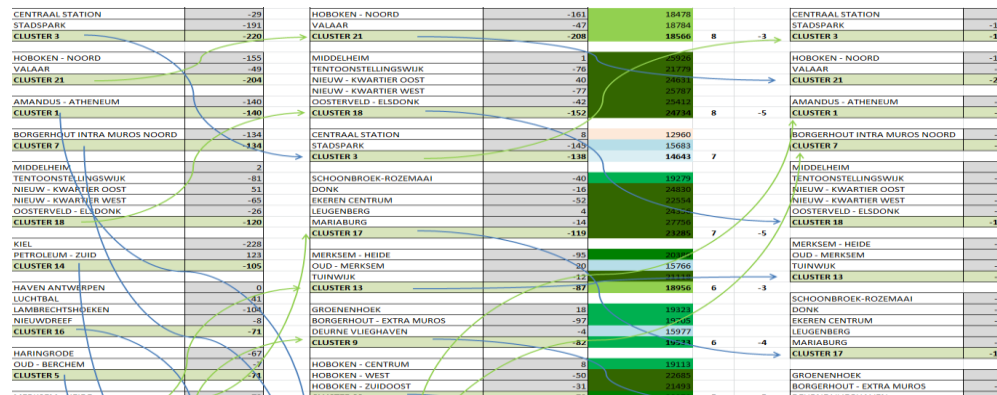 CENTRAAL STATION -29
STADSPARK -191
CLUSTER 3 -220
HOBOKEN - NOORD -155
VALAAR -49
CLUSTER 21 -204
AMANDUS - ATHENEUM -140
CLUSTER 1 -140
BORGERHOUT INTRA MUROS NOORD -134
CLUSTER 7 -134
MIDDELHEIM 2
TENTOONSTELLINGSWIJK -81
NIEUW - KWARTIER OOST 51
NIEUW - KWARTIER WEST -65
OOSTERVELD - ELSDONK -26
CLUSTER 18 -120
KIEL -228
PETROLEUM - ZUID 123
CLUSTER 14 -105
HAVEN ANTWERPEN 0
LUCHTBAL 41
LAMBRECHTSHOEKEN -104
NIEUWDREEF -8
CLUSTER 16 -71
HARINGRODE -67
OUD - BERCHEM -7
CLUSTER 5 -74
HOBOKEN - NOORD -161 18478
VALAAR -47 18784
CLUSTER 21 -208 18566 8 -3
MIDDELHEIM 1 25926
TENTOONSTELLINGSWIJK -76 21779
NIEUW - KWARTIER OOST 40 24631
NIEUW - KWARTIER WEST -77 25787
OOSTERVELD - ELSDONK -42 25412
CLUSTER 18 -152 24734 8 -5
CENTRAAL STATION 8 12960
STADSPARK -145 15683
CLUSTER 3 -138 14643 7
SCHOONBROEK-ROZEMAAI -40 19279
DONK -16 24830
EKEREN CENTRUM -52 22554
LEUGENBERG 4
MARIABURG -14 27756
CLUSTER 17 -119 23285 7 -5
MERKSEM - HEIDE -95
OUD - MERKSEM 20 15766
TUINWIJK -12
CLUSTER 13 -87 18956 6 -3
GROENENHOEK 18 19323
BORGERHOUT - EXTRA MUROS -97
DEURNE VLIEGHAVEN -4 15977
CLUSTER 9 -82 6 -4
HOBOKEN - CENTRUM 8 19113
HOBOKEN - WEST -50 22685
HOBOKEN - ZUIDOOST -31 21493
CENTRAAL STATION
STADSPARK
CLUSTER 3
HOBOKEN - NOORD
VALAAR
CLUSTER 21
AMANDUS - ATHENEUM
CLUSTER 1
BORGERHOUT INTRA MUROS NOORD
CLUSTER 7
MIDDELHEIM
TENTOONSTELLINGSWIJK
NIEUW - KWARTIER OOST
NIEUW - KWARTIER WEST
OOSTERVELD - ELSDONK
CLUSTER 18
MERKSEM - HEIDE
OUD - MERKSEM
TUINWIJK
CLUSTER 13
SCHOONBROEK-ROZEMAAI
DONK
EKEREN CENTRUM
LEUGENBERG
MARIABURG
CLUSTER 17
GROENENHOEK
BORGERHOUT - EXTRA MUROS